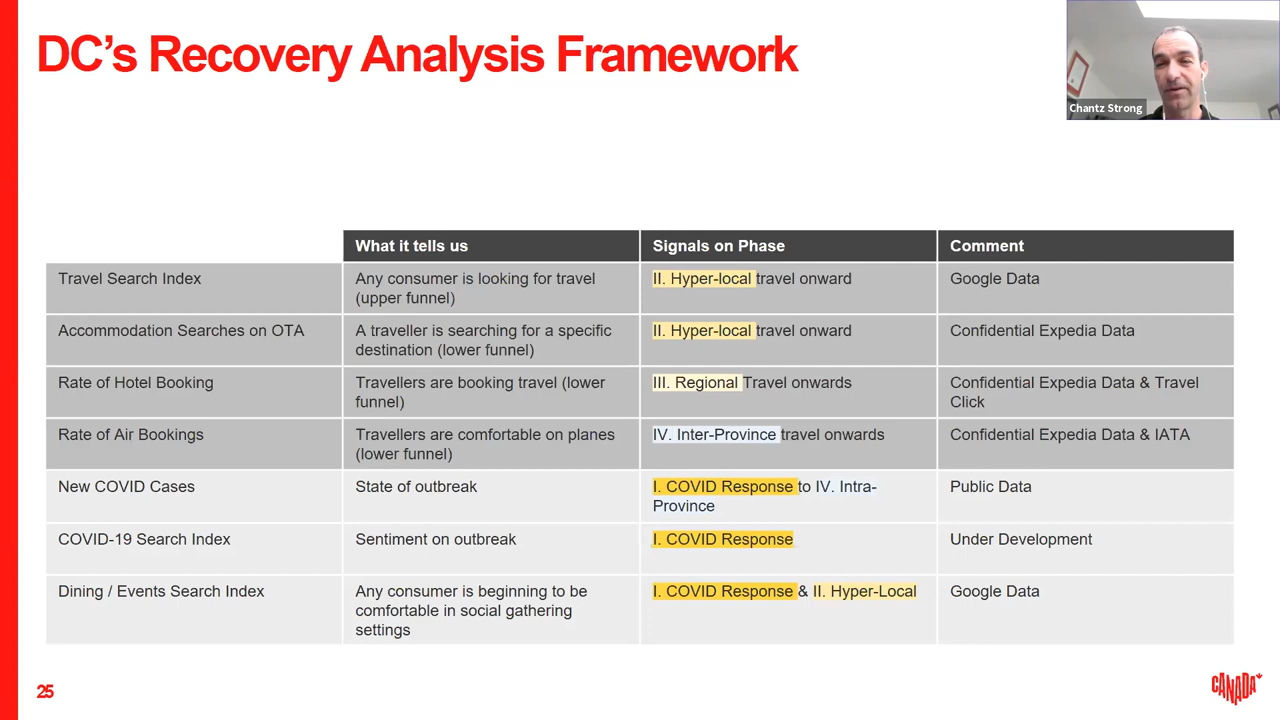 DC's Recovery Analysis Framework
Chantz Strong
What it tells us
Signals on Phase
Comment
Travel Search Index
Any consumer is looking for travel
(upper funnel)
II. Hyper-local travel onward
Google Data
Accommodation Searches on OTA
A traveller is searching for a specific
destination (lower funnel)
II. Hyper-local travel onward
Confidential Expedia Data
Rate of Hotel Booking
Travellers are booking travel (lower
funnel)
III. Regional Travel onwards
Confidential Expedia Data & Travel
Click
Rate of Air Bookings
Travellers are comfortable on planes
(lower funnel)
IV. Inter-Province travel onwards
Confidential Expedia Data & IATA
New COVID Cases
State of outbreak
I. COVID Response to IV. Intra-
Province
Public Data
COVID-19 Search Index
Sentiment on outbreak
I. COVID Response
Under Development
Dining / Events Search Index
Any consumer is beginning to be
comfortable in social gathering
settings
I. COVID Response & II. Hyper-Local
Google Data
25
CANADA